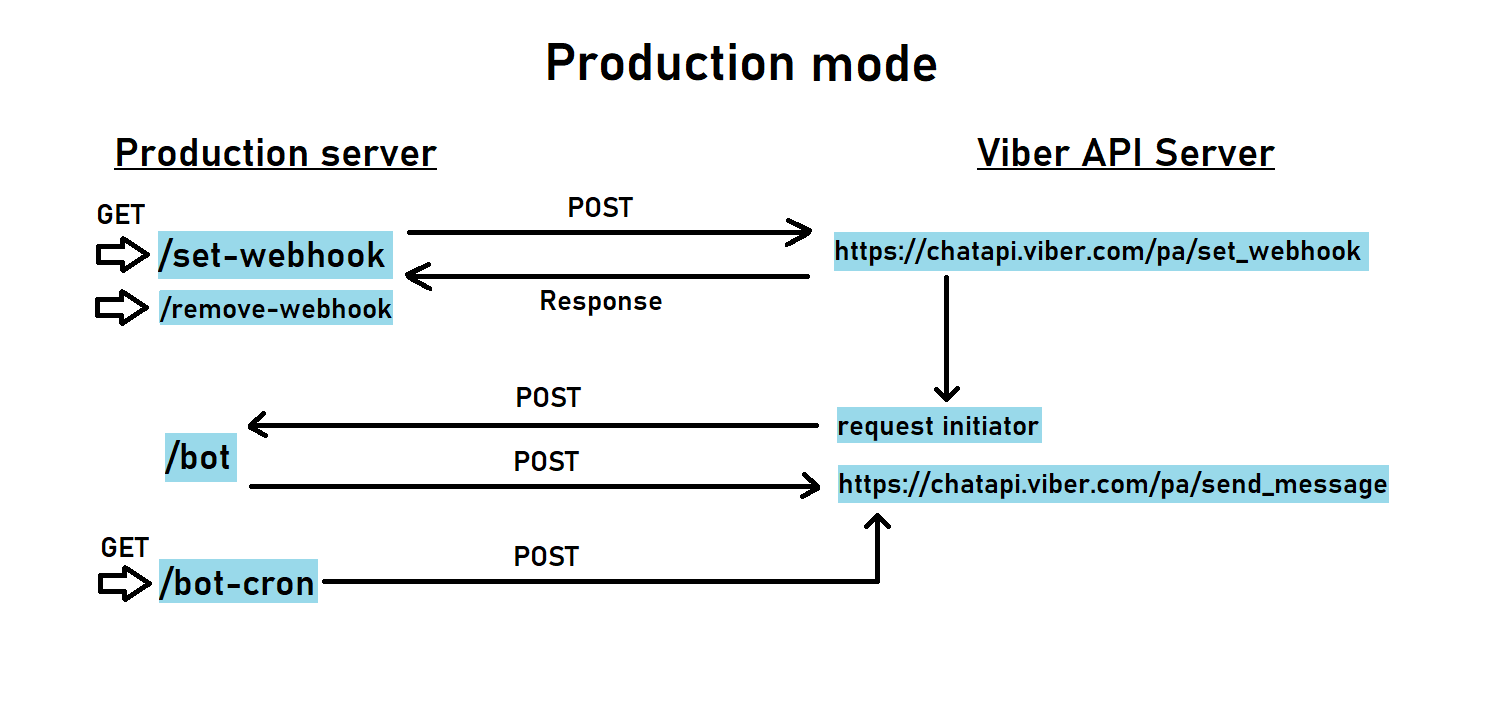 Production mode
Production server
Viber API Server
GET
POST
/set-webhook
https://chatapi.viber.com/pa/set_webhook
Response
/remove-webhook
POST
request initiator
/bot
POST
https://chatapi.viber.com/pa/send_message
GET
POST
/bot-cron